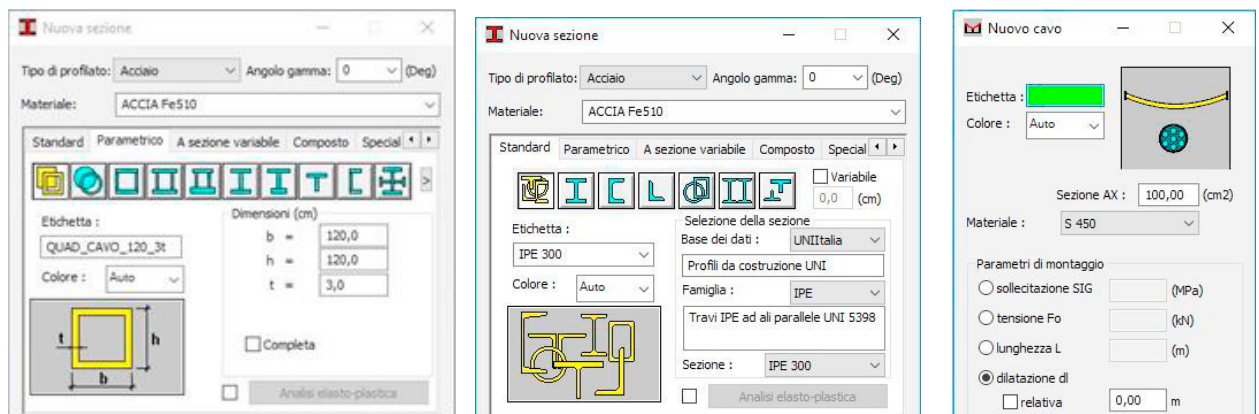 Nuova sezione
Tipo di profilato: Acciaio Angolo gamma: 0 (Deg)
Materiale: ACCIA Fe510
Standard Parametrico A sezione variabile Composto Special
>
Etichetta :
QUAD_CAVO_120_3t
Colore : Auto
Dimensioni (cm)
b = 120,0
h = 120,0
t = 3,0
t h
b
Completa
Analisi elasto-plastica
Nuova sezione
Tipo di profilato: Acciaio Angolo gamma: 0 (Deg)
Materiale: ACCIA Fe510
Standard Parametrico A sezione variabile Composto Special
Variabile
0,0 (cm)
Etichetta :
IPE 300
Colore : Auto
Selezione della sezione
Base dei dati : UNIItalia
Profili da costruzione UNI
Famiglia : IPE
Travi IPE ad ali parallele UNI 5398
Sezione : IPE 300
Analisi elasto-plastica
Nuovo cavo
Etichetta :
Colore : Auto
Sezione AX : 100,00 (cm2)
Materiale : S 450
Parametri di montaggio
sollecitazione SIG (MPa)
tensione Fo (kN)
lunghezza L (m)
dilatazione dl
relativa 0,00 m